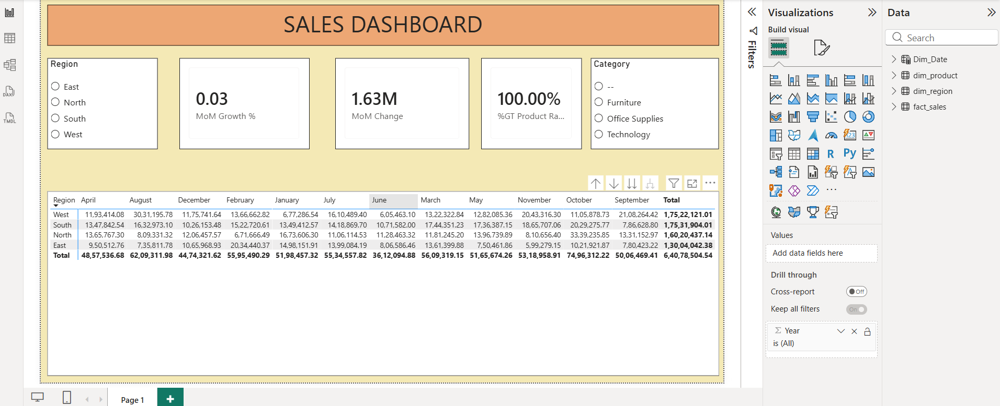 SALES DASHBOARD
Region
East
North
South
West
0.03
MoM Growth %
1.63M
MoM Change
100.00%
%GT Product Ra...
Category
--
Furniture
Office Supplies
Technology
Region April August December February January July June March May November October September Total
West 11,93,414.08 30,31,195.78 11,75,741.64 13,66,662.82 6,77,286.54 16,10,489.40 6,05,463.10 13,22,322.84 12,82,085.36 20,43,316.30 11,05,878.73 21,08,264.42 1,75,22,121.01
South 13,47,842.54 16,32,973.10 10,26,153.48 15,22,720.61 13,49,412.57 14,18,869.70 10,71,582.00 17,44,351.23 17,36,387.15 18,65,707.06 20,29,275.77 7,86,628.80 1,75,31,904.01
North 13,65,767.30 8,09,331.32 12,06,457.57 6,71,666.49 16,73,606.30 11,06,114.53 11,28,463.32 11,81,245.20 13,96,739.89 8,10,656.40 33,39,235.85 13,31,152.97 1,60,20,437.14
East 9,50,512.76 7,35,811.78 10,65,968.93 20,34,440.37 14,98,151.91 13,99,084.19 8,06,586.46 13,61,399.88 7,50,461.86 5,99,279.15 10,21,921.87 7,80,423.22 1,30,04,042.38
Total 48,57,536.68 62,09,311.98 44,74,321.62 55,95,490.29 51,98,457.32 55,34,557.82 36,12,094.88 56,09,319.15 51,65,674.26 53,18,958.91 74,96,312.22 50,06,469.41 6,40,78,504.54
DAX
TMDL
Page 1
Filters
Visualizations
Build visual
123
R
Py
Values
Add data fields here
Drill through
Cross-report
Off
Keep all filters
On
Year
is (All)
Data
Search
Dim_Date
dim_product
dim_region
fact_sales